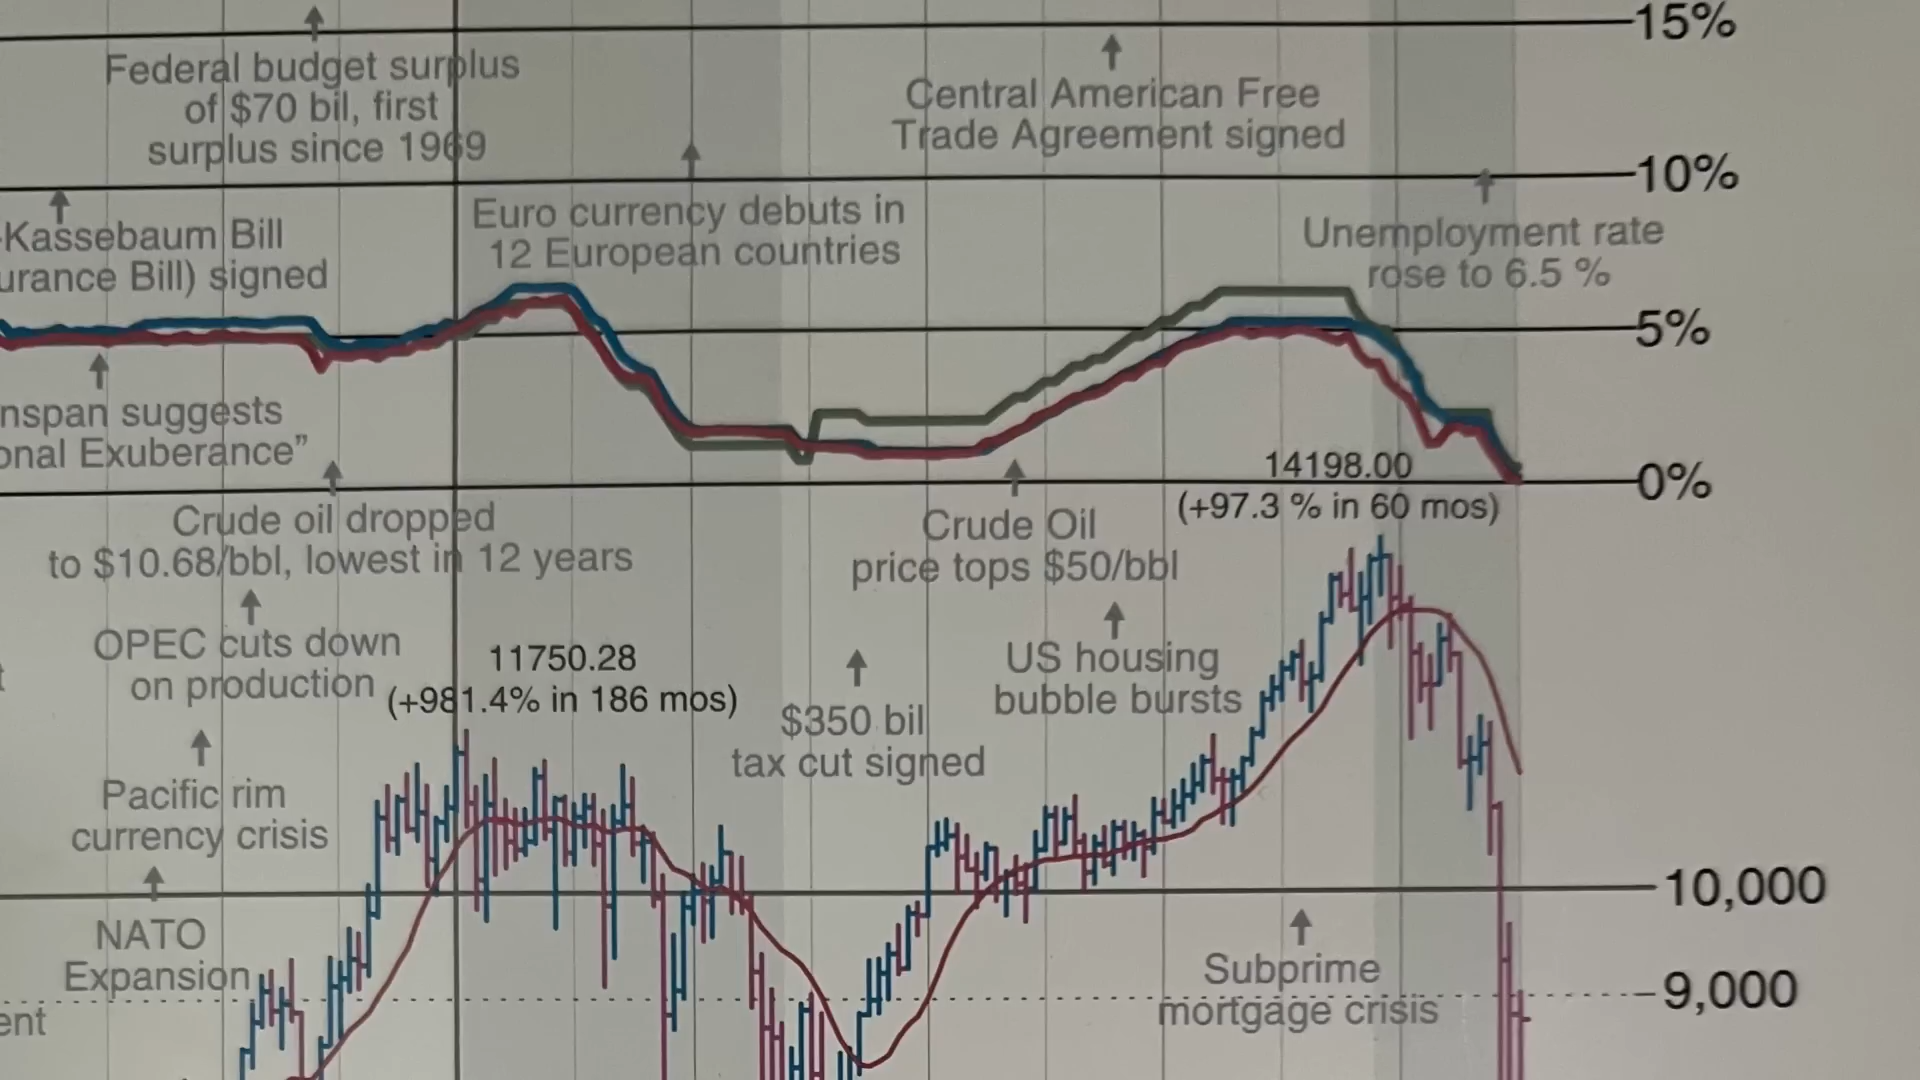 15%
Federal budget surplus
of $70 bil, first
surplus since 1969
Central American Free
Trade Agreement signed
10%
-Kassebaum Bill
urance Bill) signed
Euro currency debuts in
12 European countries
Unemployment rate
rose to 6.5 %
5%
nspan suggests
onal Exuberance”
14198.00
(+97.3 % in 60 mos)
0%
Crude oil dropped
to $10.68/bbl, lowest in 12 years
Crude Oil
price tops $50/bbl
OPEC cuts down
on production
11750.28
(+981.4% in 186 mos)
$350 bil
tax cut signed
US housing
bubble bursts
Pacific rim
currency crisis
10,000
NATO
Expansion
Subprime
mortgage crisis
9,000
ent